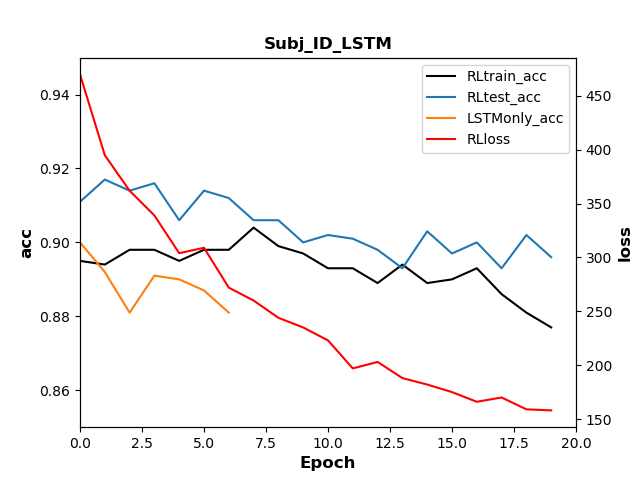 Subj_ID_LSTM
RLtrain_acc
RLtest_acc
LSTMonly_acc
RLloss
0.94
0.92
0.90
0.88
0.86
acc
450
400
350
300
250
200
150
loss
0.0 2.5 5.0 7.5 10.0 12.5 15.0 17.5 20.0
Epoch